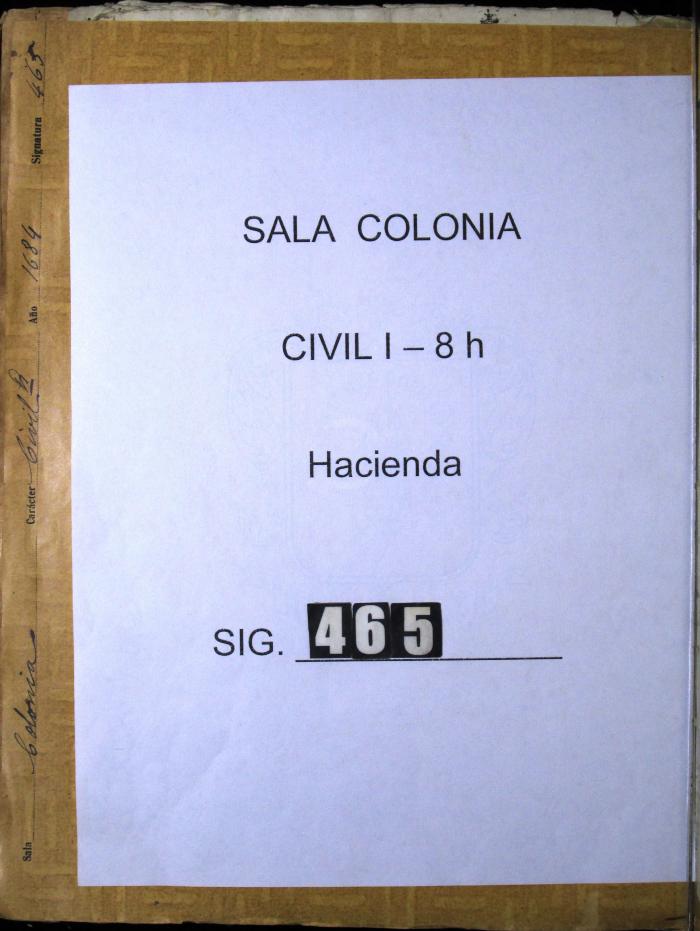 SALA COLONIA
CIVIL I – 8 h
Hacienda
SIG. 465
Sala Colonia Carácter Civil h Año 1684 Signatura 465